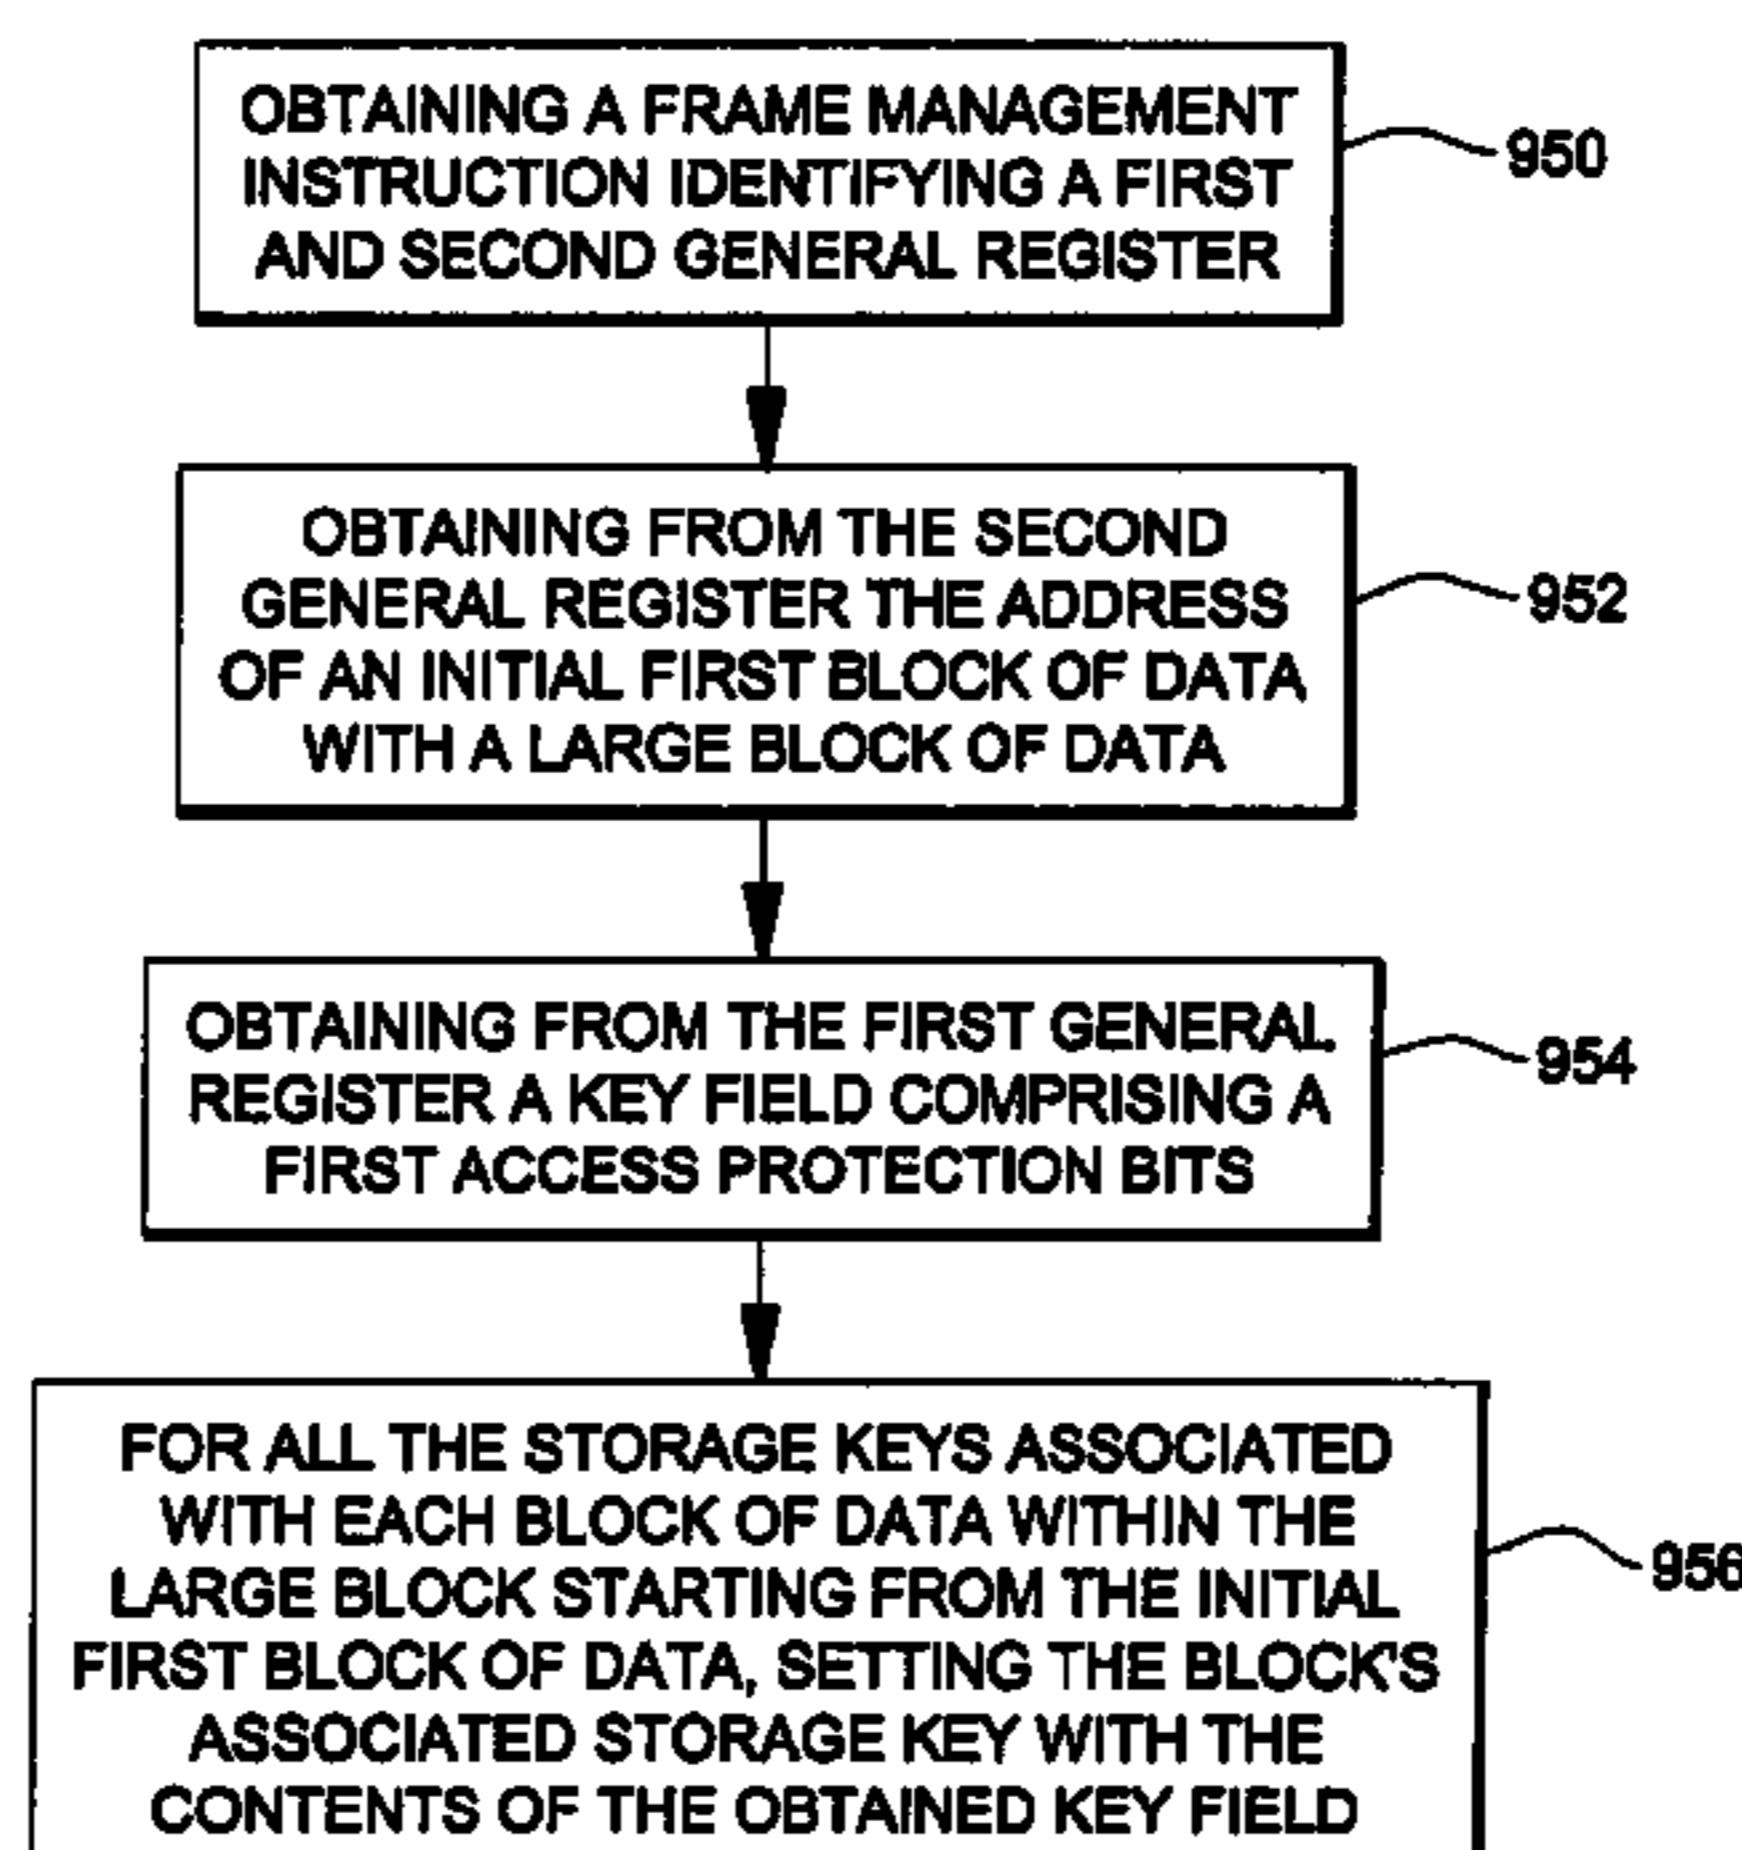 OBTAINING A FRAME MANAGEMENT
INSTRUCTION IDENTIFYING A FIRST
AND SECOND GENERAL REGISTER
950
OBTAINING FROM THE SECOND
GENERAL REGISTER THE ADDRESS
OF AN INITIAL FIRST BLOCK OF DATA
WITH A LARGE BLOCK OF DATA
952
OBTAINING FROM THE FIRST GENERAL
REGISTER A KEY FIELD COMPRISING A
FIRST ACCESS PROTECTION BITS
954
FOR ALL THE STORAGE KEYS ASSOCIATED
WITH EACH BLOCK OF DATA WITHIN THE
LARGE BLOCK STARTING FROM THE INITIAL
FIRST BLOCK OF DATA, SETTING THE BLOCK'S
ASSOCIATED STORAGE KEY WITH THE
CONTENTS OF THE OBTAINED KEY FIELD
956